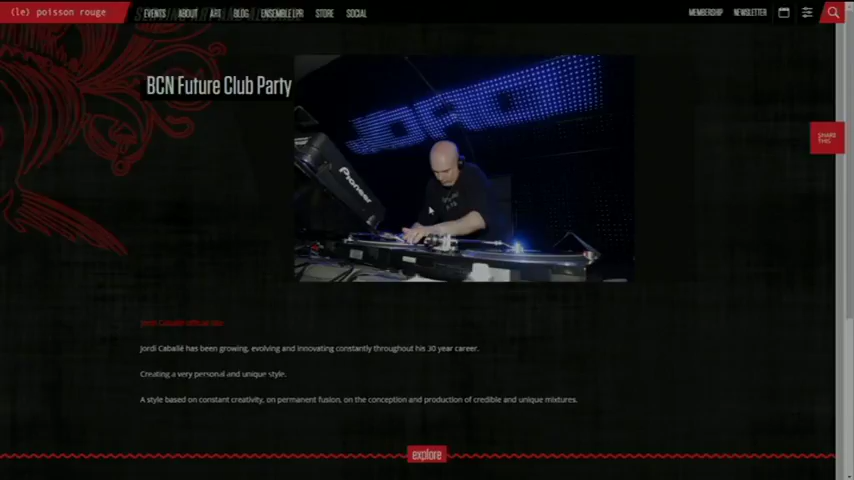 (le) poisson rouge
EVENTS ABOUT ART BLOG ENSEMBLE LPR STORE SOCIAL
MEMBERSHIP NEWSLETTER
BCN Future Club Party
Pioneer
SHARE THIS
Jordi Caballé official site
Jordi Caballé has been growing, evolving and innovating constantly throughout his 30 year career.
Creating a very personal and unique style.
A style based on constant creativity, on permanent fusion, on the conception and production of credible and unique mixtures.
explore